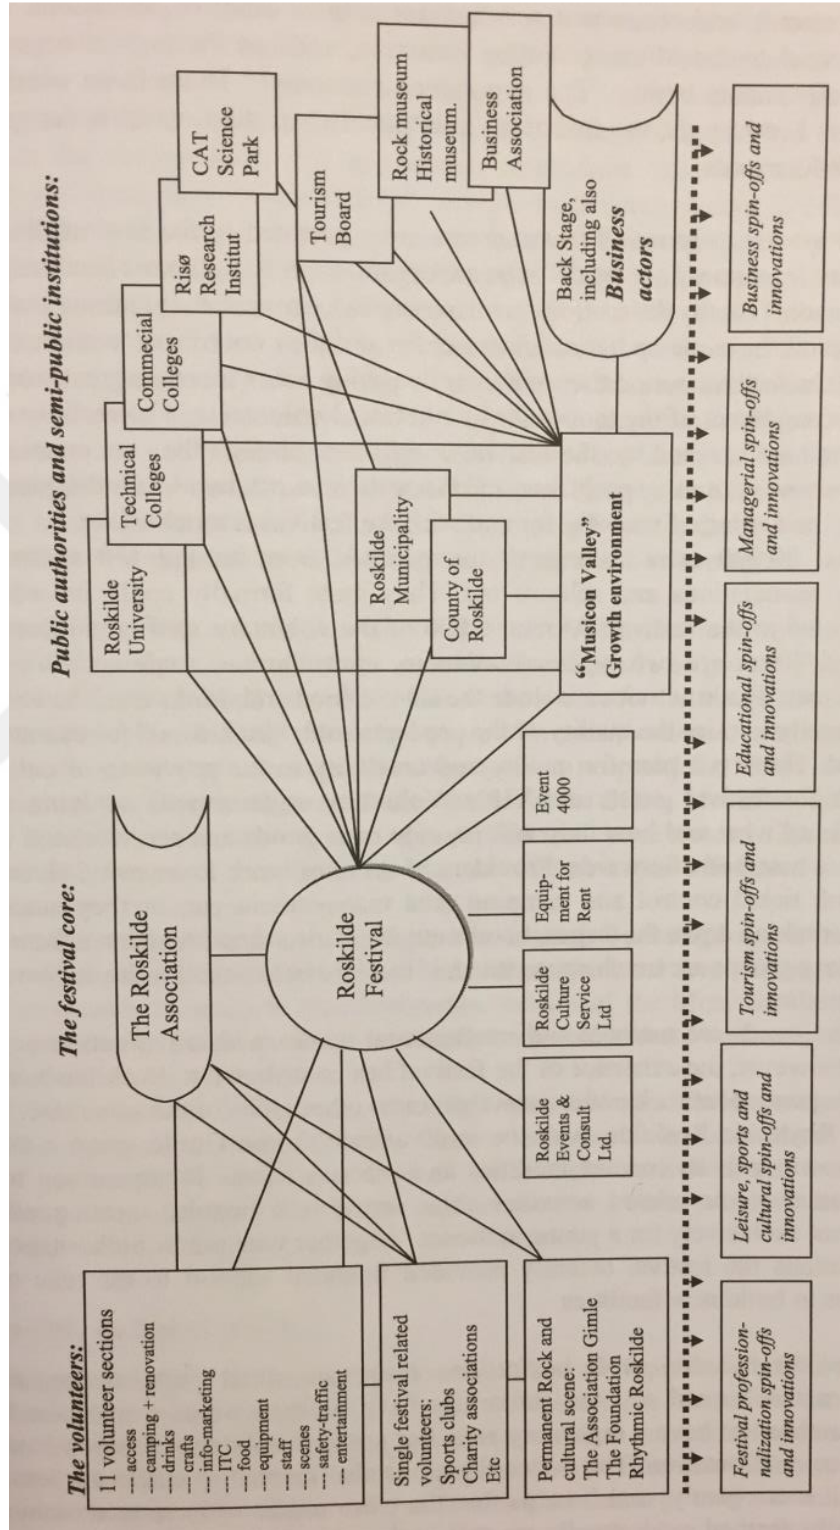 The volunteers:
11 volunteer sections
--- access
--- camping + renovation
--- drinks
--- crafts
--- info-marketing
--- ITC
--- food
--- equipment
--- staff
--- scenes
--- safety-traffic
--- entertainment
Single festival related
volunteers:
Sports clubs
Charity associations
Etc
Permanent Rock and
cultural scene:
The Association Gimle
The Foundation
Rhythmic Roskilde
The festival core:
The Roskilde
Association
Roskilde
Festival
Roskilde
Events &
Consult
Ltd.
Roskilde
Culture
Service
Ltd
Equip-
ment for
Rent
Event
4000
Public authorities and semi-public institutions:
Roskilde
University
Technical
Colleges
Commecial
Colleges
Risø
Research
Institut
CAT
Science
Park
Tourism
Board
Rock museum
Historical
museum.
Business
Association
Roskilde
Municipality
County of
Roskilde
“Musicon Valley”
Growth environment
Back Stage,
including also
Business
actors
Festival profession-
nalization spin-offs
and innovations
Leisure, sports and
cultural spin-offs and
innovations
Tourism spin-offs and
innovations
Educational spin-offs
and innovations
Managerial spin-offs
and innovations
Business spin-offs and
innovations